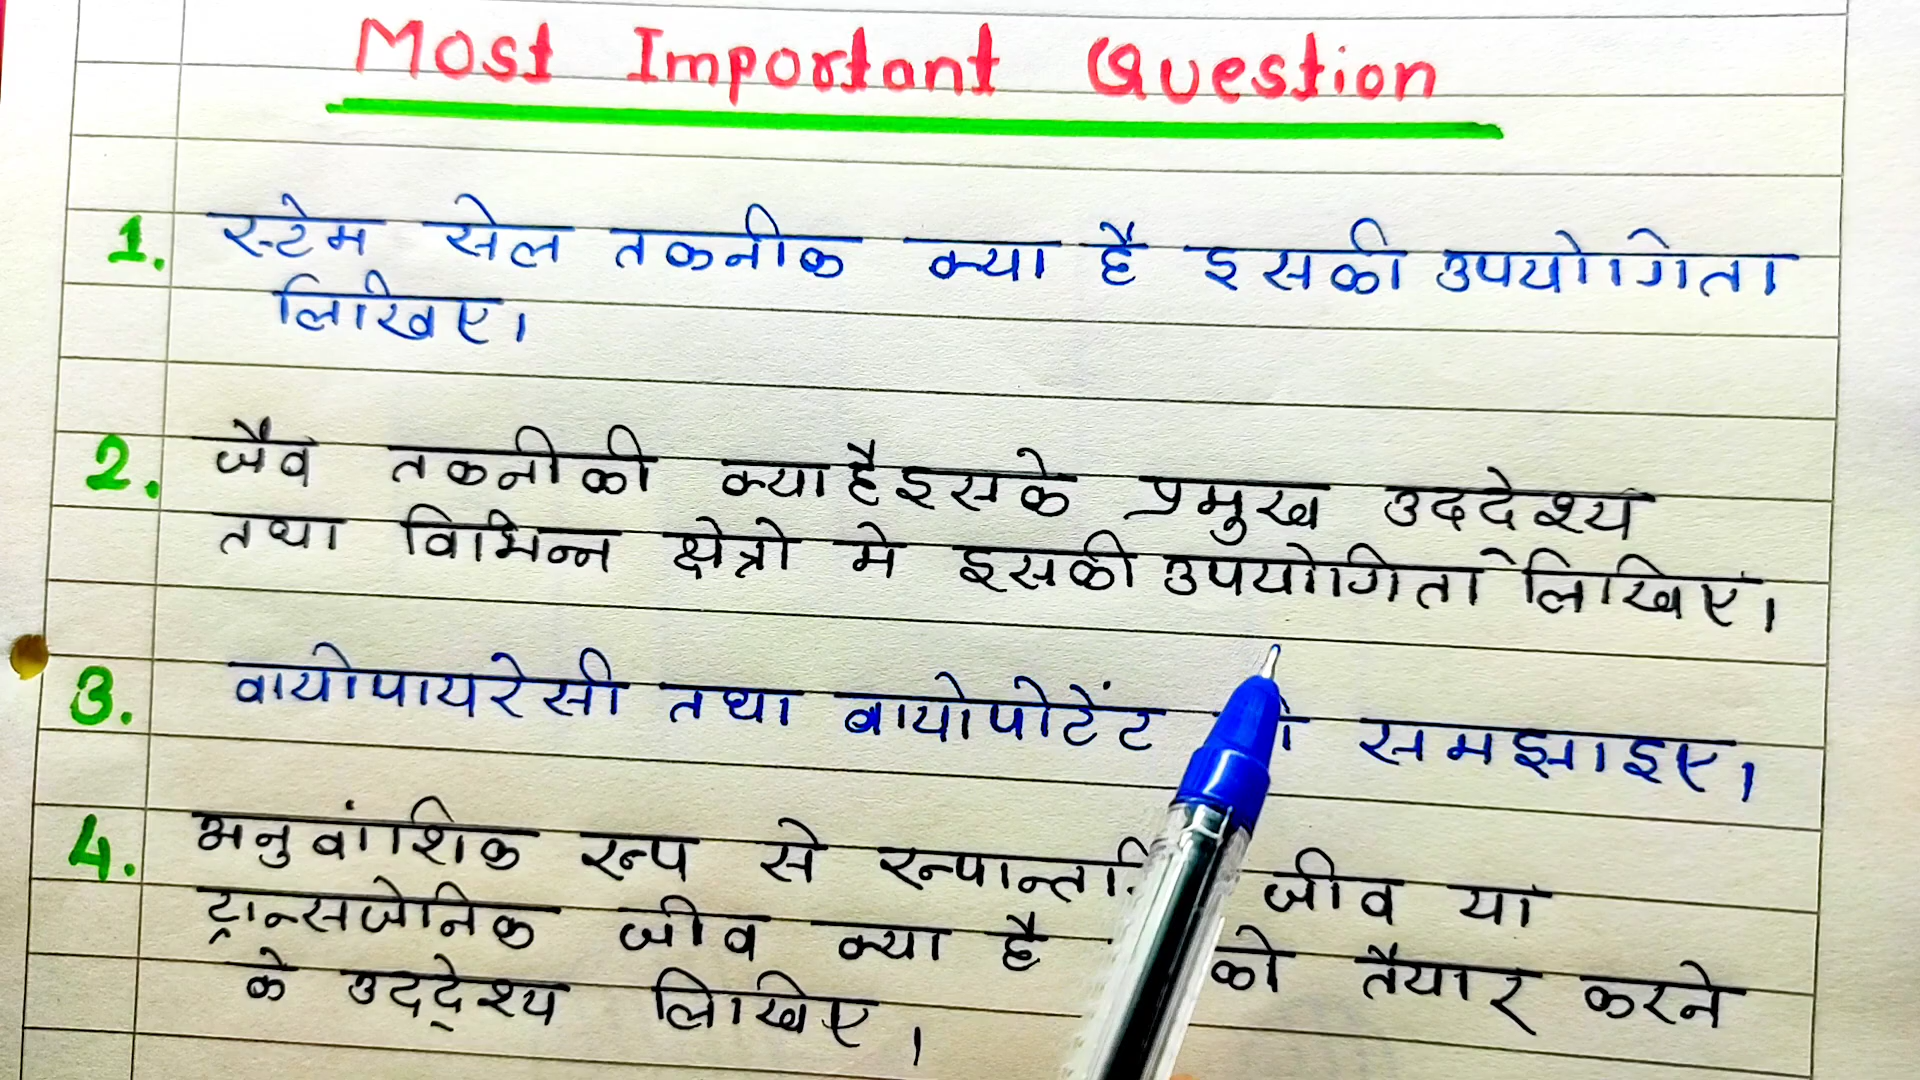 Most Important Question
1. स्टेम सेल तकनीक क्या है इसकी उपयोगिता
लिखिए।
2. जैव तकनीकी क्या है इसके प्रमुख उददेश्य
तथा विभिन्न क्षेत्रो मे इसकी उपयोगिता लिखिए।
3. वायोपायरेसी तथा बायोपोटेंट समझाइए।
4. अनुवांशिक रूप से जीव या
ट्रान्सजेनिक जीव क्या है को तैयार करने
के उद्देश्य लिखिए।